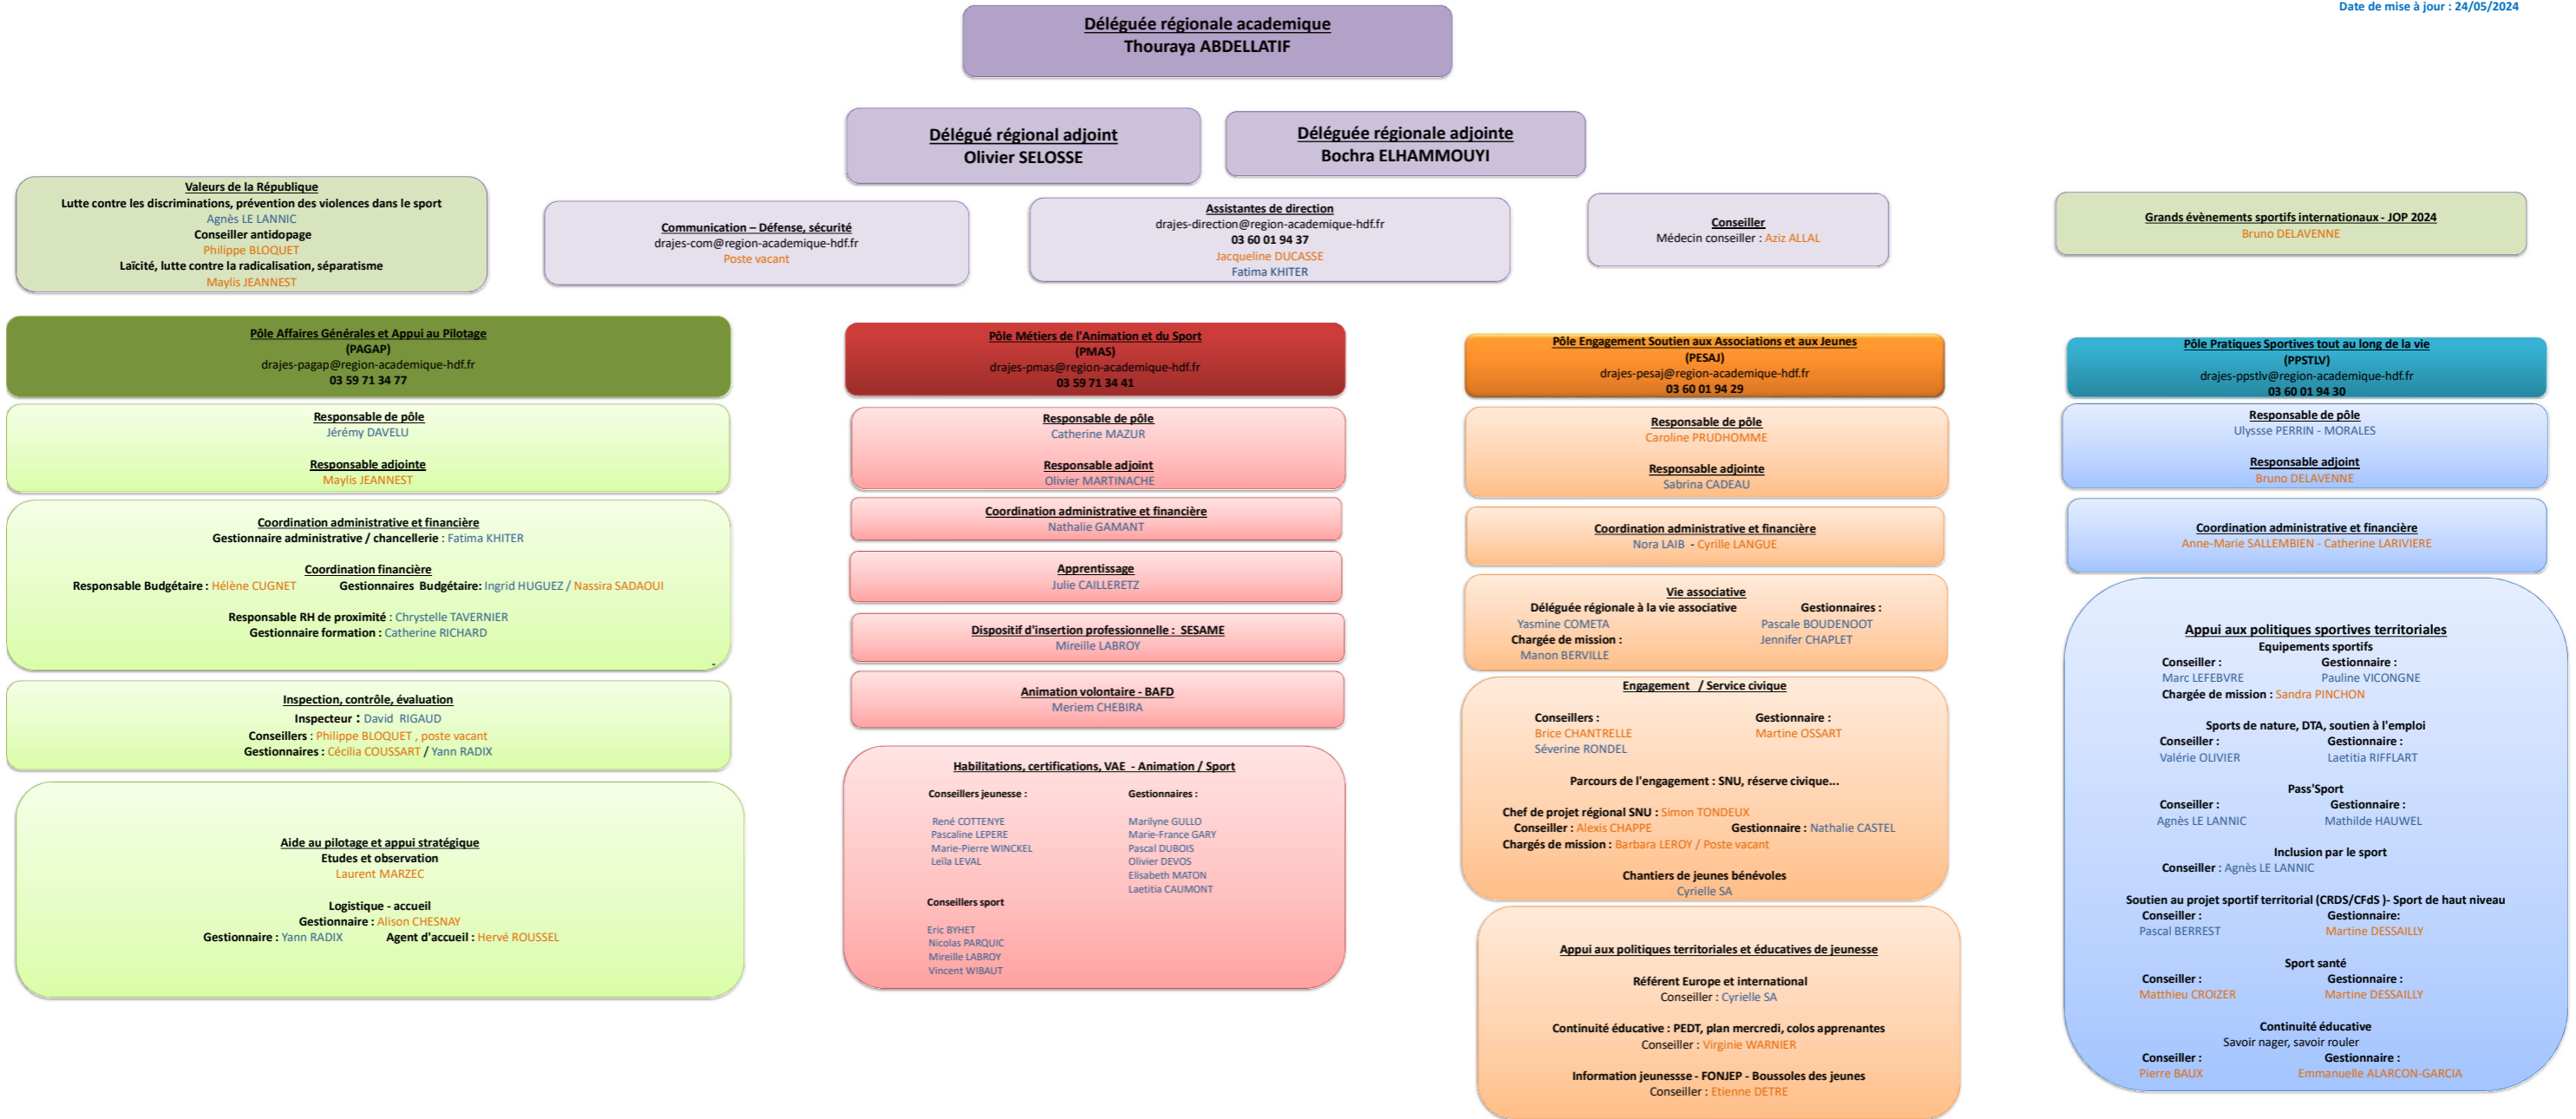 Date de mise à jour : 24/05/2024
Déléguée régionale academique
Thouraya ABDELLATIF
Délégué régional adjoint
Olivier SELOSSE
Déléguée régionale adjointe
Bochra ELHAMMOUYI
Valeurs de la République
Lutte contre les discriminations, prévention des violences dans le sport
Agnès LE LANNIC
Conseiller antidopage
Philippe BLOQUET
Laïcité, lutte contre la radicalisation, séparatisme
Maylis JEANNEST
Communication – Défense, sécurité
drajes-com@region-academique-hdf.fr
Poste vacant
Assistantes de direction
drajes-direction@region-academique-hdf.fr
03 60 01 94 37
Jacqueline DUCASSE
Fatima KHITER
Conseiller
Médecin conseiller : Aziz ALLAL
Grands évènements sportifs internationaux - JOP 2024
Bruno DELAVENNE
Pôle Affaires Générales et Appui au Pilotage
(PAGAP)
drajes-pagap@region-academique-hdf.fr
03 59 71 34 77
Responsable de pôle
Jérémy DAVELU
Responsable adjointe
Maylis JEANNEST
Coordination administrative et financière
Gestionnaire administrative / chancellerie : Fatima KHITER
Coordination financière
Responsable Budgétaire : Hélène CUGNET Gestionnaires Budgétaire: Ingrid HUGUEZ / Nassira SADAOUI
Responsable RH de proximité : Chrystelle TAVERNIER
Gestionnaire formation : Catherine RICHARD
-
Inspection, contrôle, évaluation
Inspecteur : David RIGAUD
Conseillers : Philippe BLOQUET , poste vacant
Gestionnaires : Cécilia COUSSART / Yann RADIX
Aide au pilotage et appui stratégique
Etudes et observation
Laurent MARZEC
Logistique - accueil
Gestionnaire : Alison CHESNAY
Gestionnaire : Yann RADIX Agent d'accueil : Hervé ROUSSEL
Pôle Métiers de l'Animation et du Sport
(PMAS)
drajes-pmas@region-academique-hdf.fr
03 59 71 34 41
Responsable de pôle
Catherine MAZUR
Responsable adjoint
Olivier MARTINACHE
Coordination administrative et financière
Nathalie GAMANT
Apprentissage
Julie CAILLERETZ
Dispositif d'insertion professionnelle : SESAME
Mireille LABROY
Animation volontaire - BAFD
Meriem CHEBIRA
Habilitations, certifications, VAE - Animation / Sport
Conseillers jeunesse : Gestionnaires :
René COTTENYE Marilyne GULLO
Pascaline LEPERE Marie-France GARY
Marie-Pierre WINCKEL Pascal DUBOIS
Leïla LEVAL Olivier DEVOS
Elisabeth MATON
Laetitia CAUMONT
Conseillers sport
Eric BYHET
Nicolas PARQUIC
Mireille LABROY
Vincent WIBAUT
Pôle Engagement Soutien aux Associations et aux Jeunes
(PESAJ)
drajes-pesaj@region-academique-hdf.fr
03 60 01 94 29
Responsable de pôle
Caroline PRUDHOMME
Responsable adjointe
Sabrina CADEAU
Coordination administrative et financière
Nora LAIB - Cyrille LANGUE
Vie associative
Déléguée régionale à la vie associative Gestionnaires :
Yasmine COMETA Pascale BOUDENOOT
Chargée de mission : Jennifer CHAPLET
Manon BERVILLE
Engagement / Service civique
Conseillers : Gestionnaire :
Brice CHANTRELLE Martine OSSART
Séverine RONDEL
Parcours de l'engagement : SNU, réserve civique...
Chef de projet régional SNU : Simon TONDEUX
Conseiller : Alexis CHAPPE Gestionnaire : Nathalie CASTEL
Chargés de mission : Barbara LEROY / Poste vacant
Chantiers de jeunes bénévoles
Cyrielle SA
Appui aux politiques territoriales et éducatives de jeunesse
Référent Europe et international
Conseiller : Cyrielle SA
Continuité éducative : PEDT, plan mercredi, colos apprenantes
Conseiller : Virginie WARNIER
Information jeunessse - FONJEP - Boussoles des jeunes
Conseiller : Etienne DETRE
Pôle Pratiques Sportives tout au long de la vie
(PPSTLV)
drajes-ppstlv@region-academique-hdf.fr
03 60 01 94 30
Responsable de pôle
Ulyssse PERRIN - MORALES
Responsable adjoint
Bruno DELAVENNE
Coordination administrative et financière
Anne-Marie SALLEMBIEN - Catherine LARIVIERE
Appui aux politiques sportives territoriales
Equipements sportifs
Conseiller : Gestionnaire :
Marc LEFEBVRE Pauline VICONGNE
Chargée de mission : Sandra PINCHON
Sports de nature, DTA, soutien à l'emploi
Conseiller : Gestionnaire :
Valérie OLIVIER Laetitia RIFFLART
Pass'Sport
Conseiller : Gestionnaire :
Agnès LE LANNIC Mathilde HAUWEL
Inclusion par le sport
Conseiller : Agnès LE LANNIC
Soutien au projet sportif territorial (CRDS/CFdS )- Sport de haut niveau
Conseiller : Gestionnaire:
Pascal BERREST Martine DESSAILLY
Sport santé
Conseiller : Gestionnaire :
Matthieu CROIZER Martine DESSAILLY
Continuité éducative
Savoir nager, savoir rouler
Conseiller : Gestionnaire :
Pierre BAUX Emmanuelle ALARCON-GARCIA